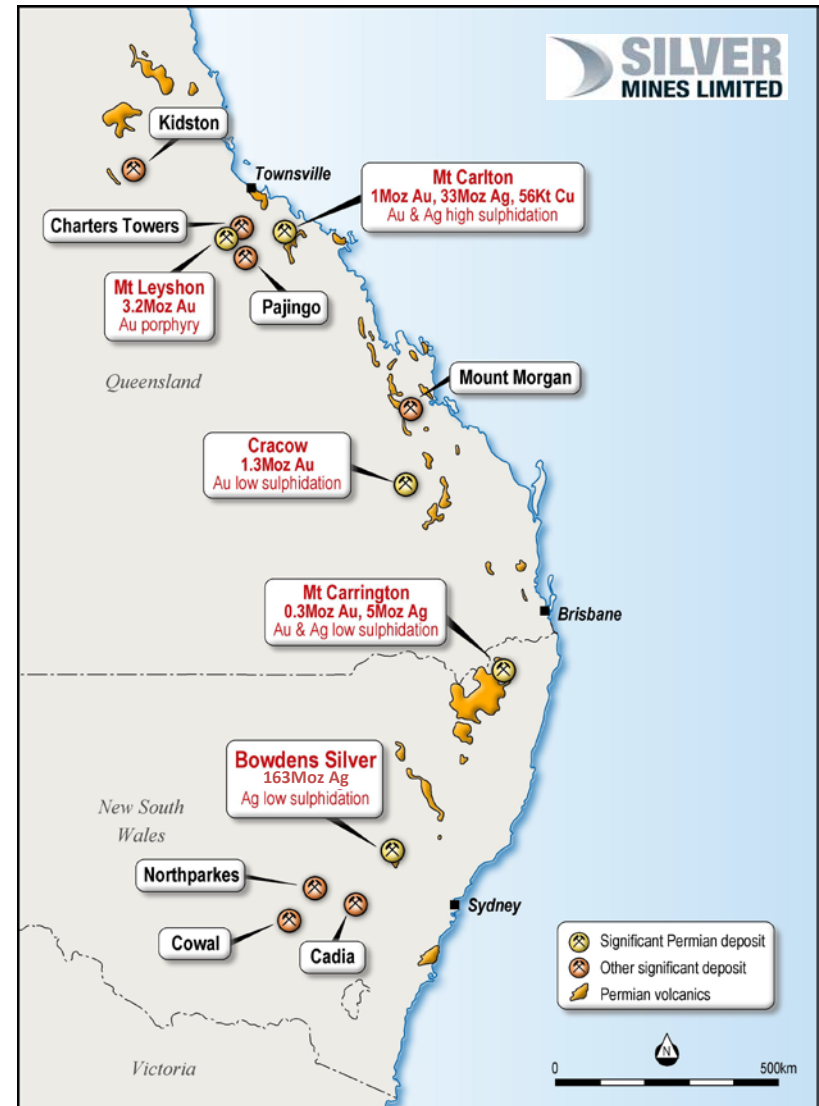 SILVER
MINES LIMITED
Kidston
Townsville
Mt Carlton
1Moz Au, 33Moz Ag, 56Kt Cu
Au & Ag high sulphidation
Charters Towers
Mt Leyshon
3.2Moz Au
Au porphyry
Pajingo
Queensland
Mount Morgan
Cracow
1.3Moz Au
Au low sulphidation
Mt Carrington
0.3Moz Au, 5Moz Ag
Au & Ag low sulphidation
Brisbane
Bowdens Silver
163Moz Ag
Ag low sulphidation
New South
Wales
Northparkes
Sydney
Cowal
Cadia
Significant Permian deposit
Other significant deposit
Permian volcanics
N
0
500km
Victoria